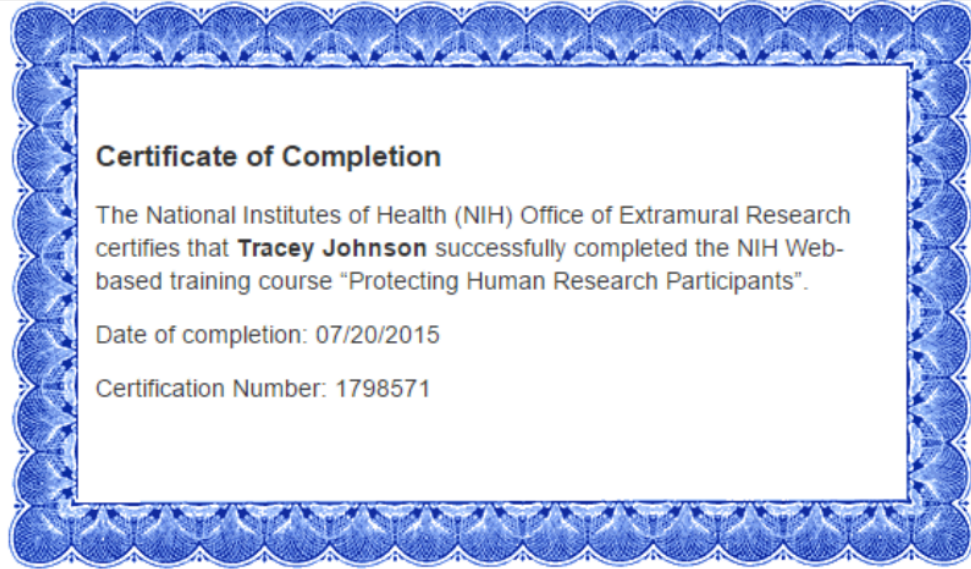 Certificate of Completion
The National Institutes of Health (NIH) Office of Extramural Research
certifies that Tracey Johnson successfully completed the NIH Web-
based training course “Protecting Human Research Participants”.
Date of completion: 07/20/2015
Certification Number: 1798571